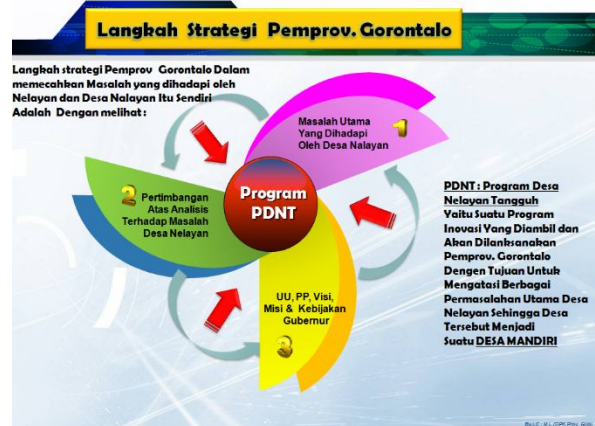 Langkah Strategi Pemprov. Gorontalo
Langkah strategi Pemprov Gorontalo Dalam
memecahkan Masalah yang dihadapi oleh
Nelayan dan Desa Nalayan Itu Sendiri
Adalah Dengan melihat :
Masalah Utama
Yang Dihadapi
Oleh Desa Nalayan
1
2
Pertimbangan
Atas Analisis
Terhadap Masalah
Desa Nelayan
Program
PDNT
UU, PP, Visi,
Misi & Kebijakan
Gubernur
3
PDNT : Program Desa
Nelayan Tangguh
Yaitu Suatu Program
Inovasi Yang Diambil dan
Akan Dilanksanakan
Pemprov. Gorontalo
Dengen Tujuan Untuk
Mengatasi Berbagai
Permasalahan Utama Desa
Nelayan Sehingga Desa
Tersebut Menjadi
Suatu DESA MANDIRI